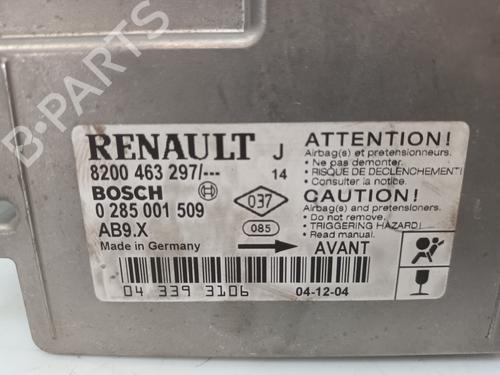 B-PARTS
RENAULT J
8200 463 297/--- 14
BOSCH
0 285 001 509
AB9.X
Made in Germany
037
085
AVANT
04 339 3106 04-12-04
ATTENTION!
Airbag(s) et pretensionneurs.
• Ne pas demonter.
• RISQUE DE DECLENCHEMENT!
• Consulter la notice.
CAUTION!
Airbag(s) and pretensioners.
• Do not remove.
• TRIGGERING HAZARD!
• Read manual.